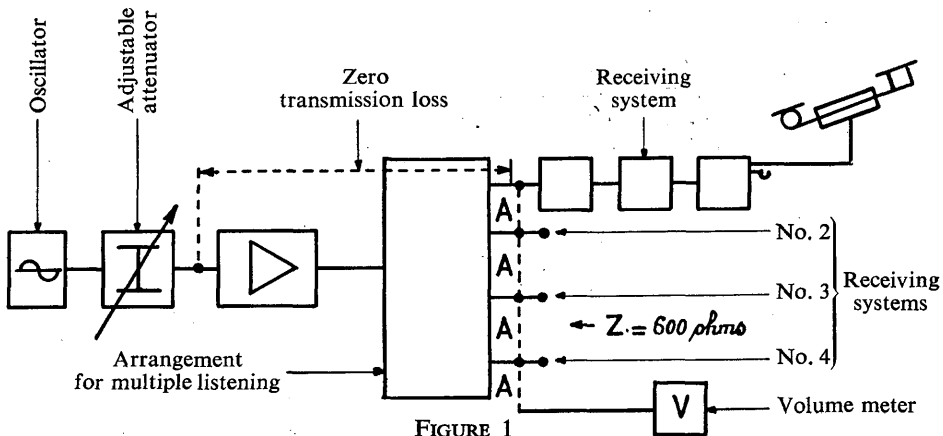 Oscillator
Adjustable
attenuator
Zero
transmission loss
Receiving
system
A
No. 2
A
No. 3
Receiving
systems
A
← Z. = 600 ohms
No. 4
A
Arrangement
for multiple listening
V
Volume meter
FIGURE 1